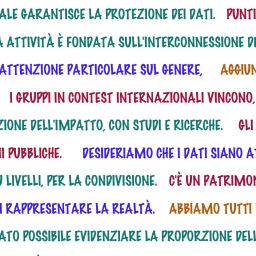 ALE GARANTISCE LA PROTEZIONE DEI DATI. PUNTI
ATTIVITÀ È FONDATA SULL'INTERCONNESSIONE DI
ATTENZIONE PARTICOLARE SUL GENERE, AGGIUN
I GRUPPI IN CONTEST INTERNAZIONALI VINCONO,
ZIONE DELL'IMPATTO, CON STUDI E RICERCHE. GLI
PUBBLICHE. DESIDERIAMO CHE I DATI SIANO AT
LIVELLI, PER LA CONDIVISIONE. C'È UN PATRIMON
RAPPRESENTARE LA REALTÀ. ABBIAMO TUTTI
ATO POSSIBILE EVIDENZIARE LA PROPORZIONE DELL